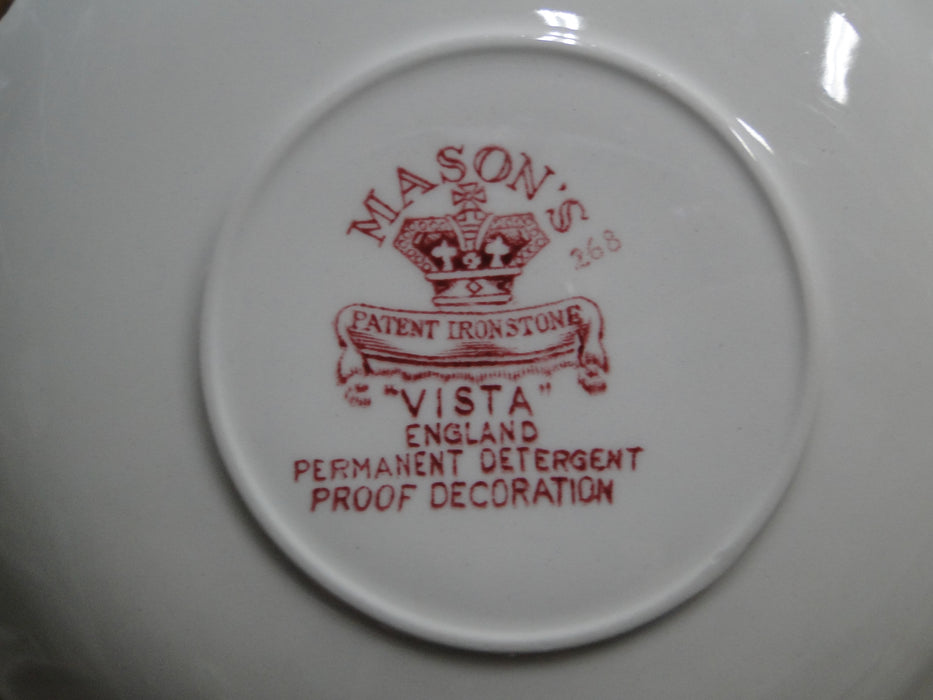 MASON'S
268
PATENT IRONSTONE
"VISTA"
ENGLAND
PERMANENT DETERGENT
PROOF DECORATION